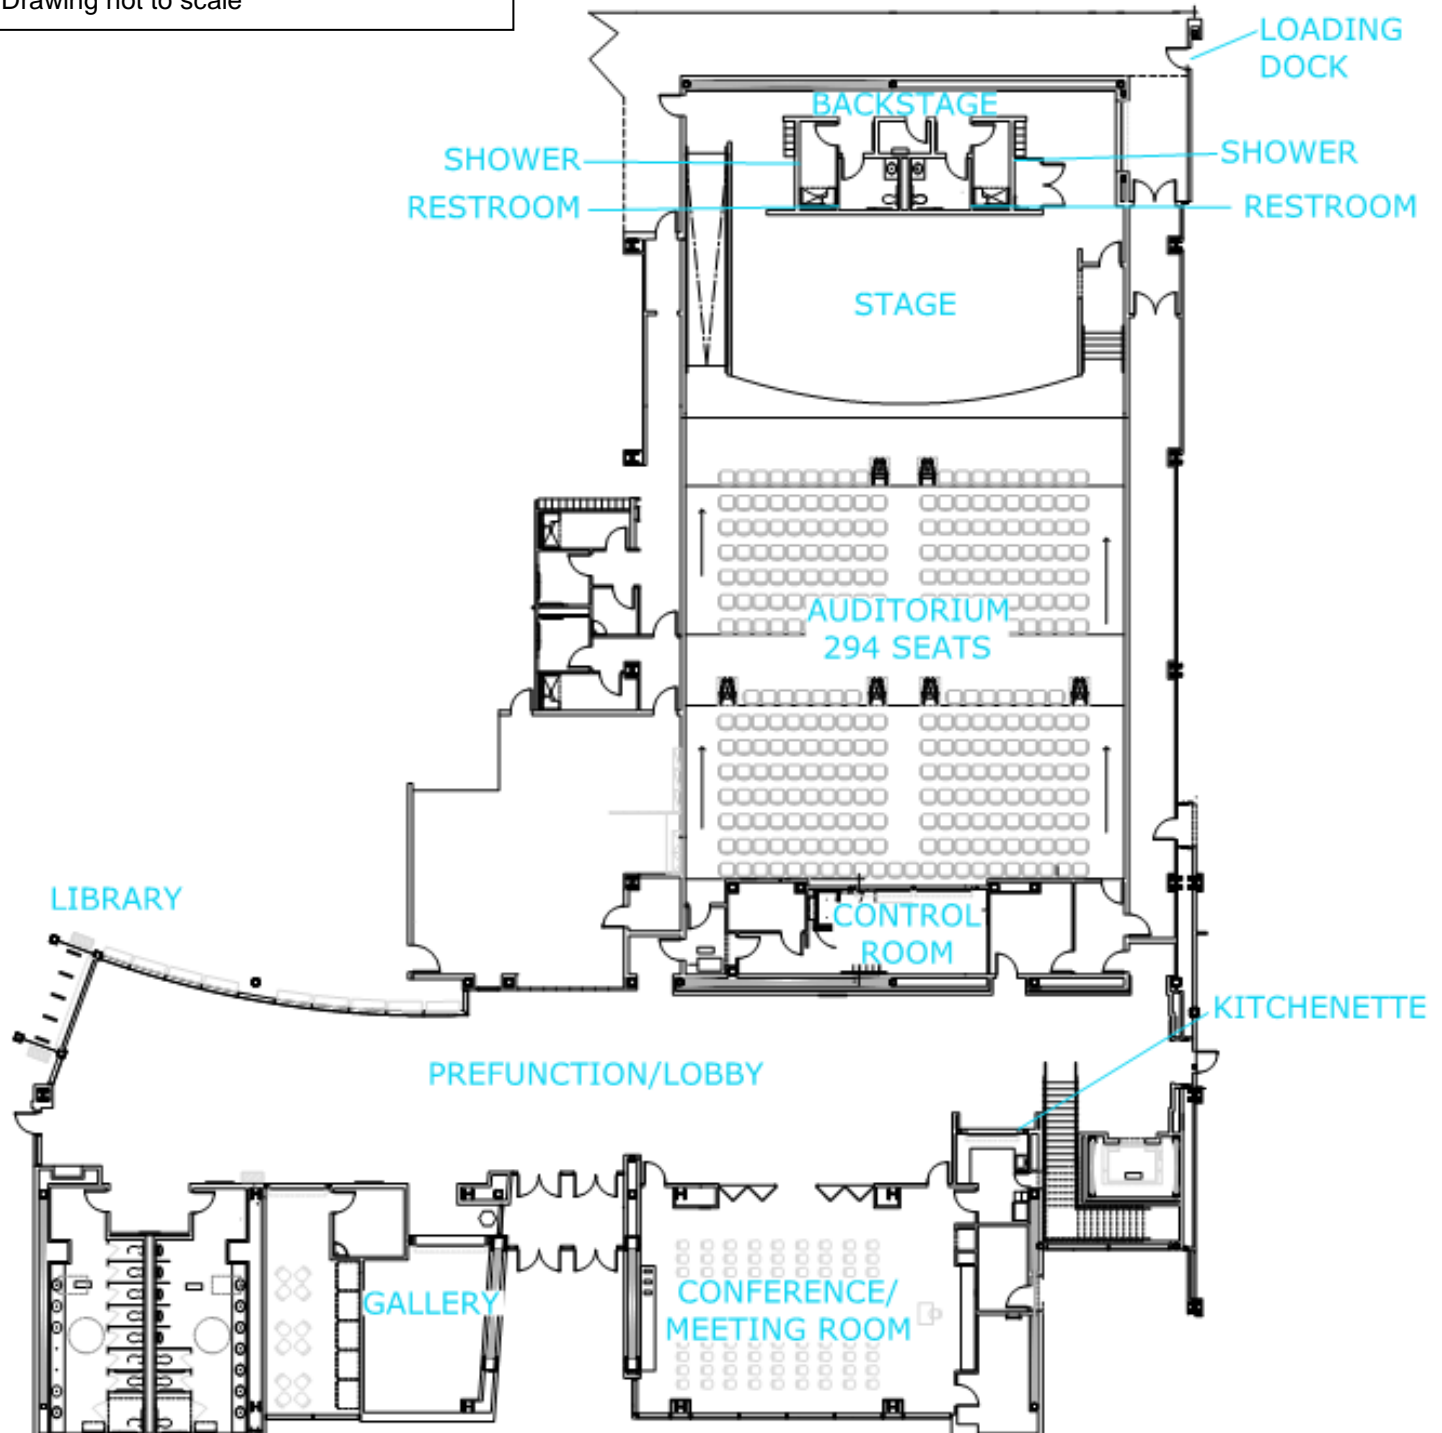 Drawing not to scale
LOADING
DOCK
BACKSTAGE
SHOWER
SHOWER
RESTROOM
RESTROOM
STAGE
AUDITORIUM
294 SEATS
LIBRARY
CONTROL
ROOM
KITCHENETTE
PREFUNCTION/LOBBY
GALLERY
CONFERENCE/
MEETING ROOM